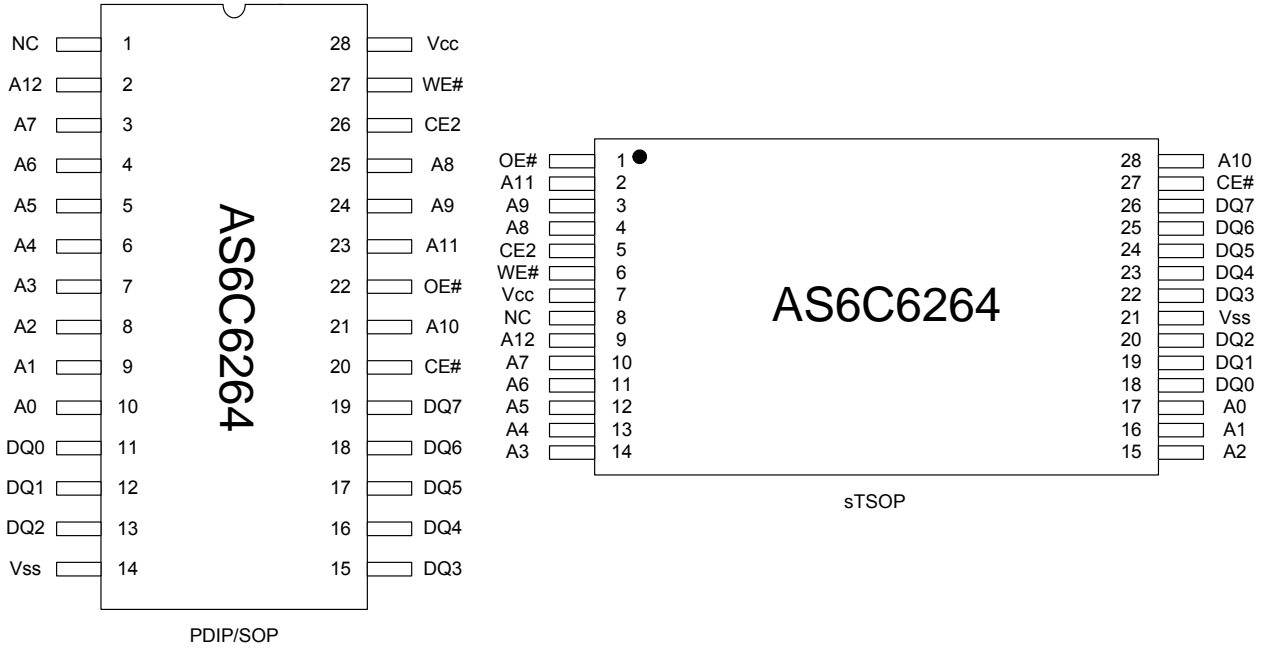 NC 1 28 Vcc
A12 2 27 WE#
A7 3 26 CE2
A6 4 25 A8
A5 5 24 A9
A4 6 23 A11
A3 7 22 OE#
A2 8 21 A10
A1 9 20 CE#
A0 10 19 DQ7
DQ0 11 18 DQ6
DQ1 12 17 DQ5
DQ2 13 16 DQ4
Vss 14 15 DQ3
AS6C6264
PDIP/SOP
OE# 1 28 A10
A11 2 27 CE#
A9 3 26 DQ7
A8 4 25 DQ6
CE2 5 24 DQ5
WE# 6 23 DQ4
Vcc 7 22 DQ3
NC 8 21 Vss
A12 9 20 DQ2
A7 10 19 DQ1
A6 11 18 DQ0
A5 12 17 A0
A4 13 16 A1
A3 14 15 A2
AS6C6264
sTSOP